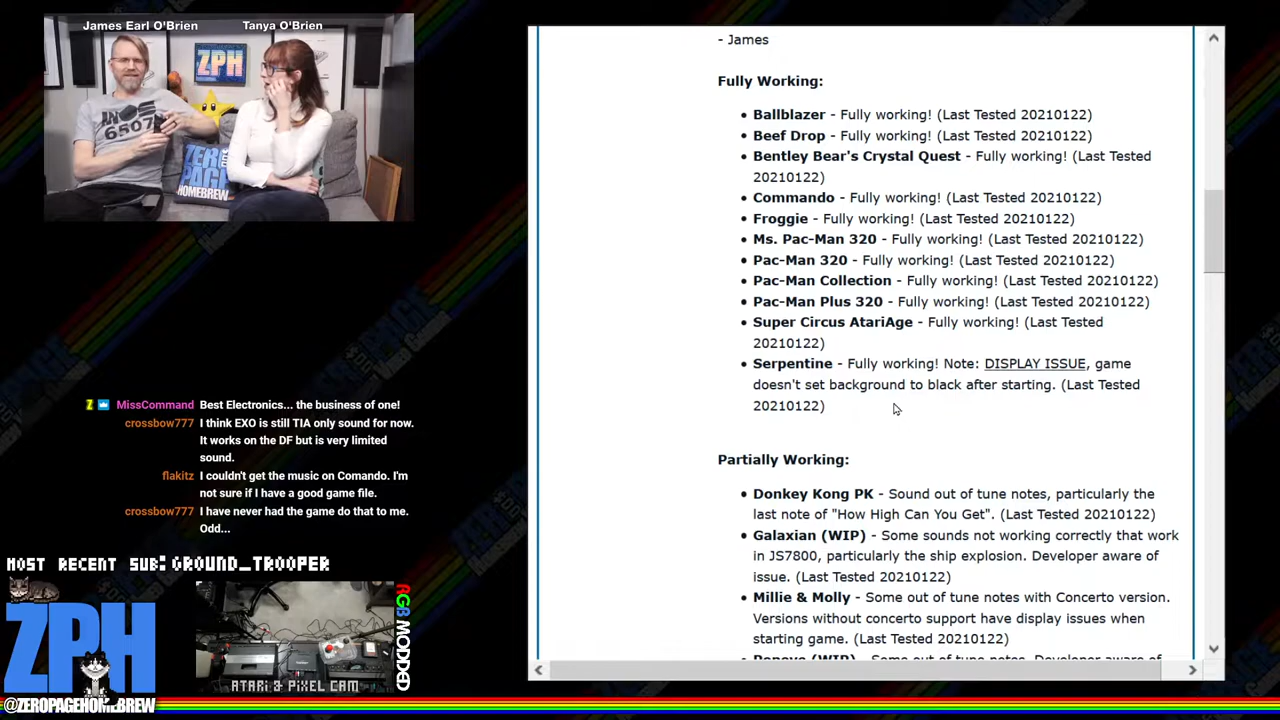 James Earl O'Brien
Tanya O'Brien
ZPH
6507
ZERO
PAGE
HOMEBREW
MissCommand Best Electronics... the business of one!
crossbow777 I think EXO is still TIA only sound for now.
It works on the DF but is very limited
sound.
flakitz I couldn't get the music on Comando. I'm
not sure if I have a good game file.
crossbow777 I have never had the game do that to me.
Odd...
MOST RECENT SUB: GROUND_TROOPER
ZPH
@ZEROPAGEHOMEBREW
ATARI & PIXEL CAM
RGB MODDED
- James
Fully Working:
• Ballblazer - Fully working! (Last Tested 20210122)
• Beef Drop - Fully working! (Last Tested 20210122)
• Bentley Bear's Crystal Quest - Fully working! (Last Tested
20210122)
• Commando - Fully working! (Last Tested 20210122)
• Froggie - Fully working! (Last Tested 20210122)
• Ms. Pac-Man 320 - Fully working! (Last Tested 20210122)
• Pac-Man 320 - Fully working! (Last Tested 20210122)
• Pac-Man Collection - Fully working! (Last Tested 20210122)
• Pac-Man Plus 320 - Fully working! (Last Tested 20210122)
• Super Circus AtariAge - Fully working! (Last Tested
20210122)
• Serpentine - Fully working! Note: DISPLAY ISSUE, game
doesn't set background to black after starting. (Last Tested
20210122)
Partially Working:
• Donkey Kong PK - Sound out of tune notes, particularly the
last note of "How High Can You Get". (Last Tested 20210122)
• Galaxian (WIP) - Some sounds not working correctly that work
in JS7800, particularly the ship explosion. Developer aware of
issue. (Last Tested 20210122)
• Millie & Molly - Some out of tune notes with Concerto version.
Versions without concerto support have display issues when
starting game. (Last Tested 20210122)
• Popeye (WIP) - Some out of tune notes. Developer aware of